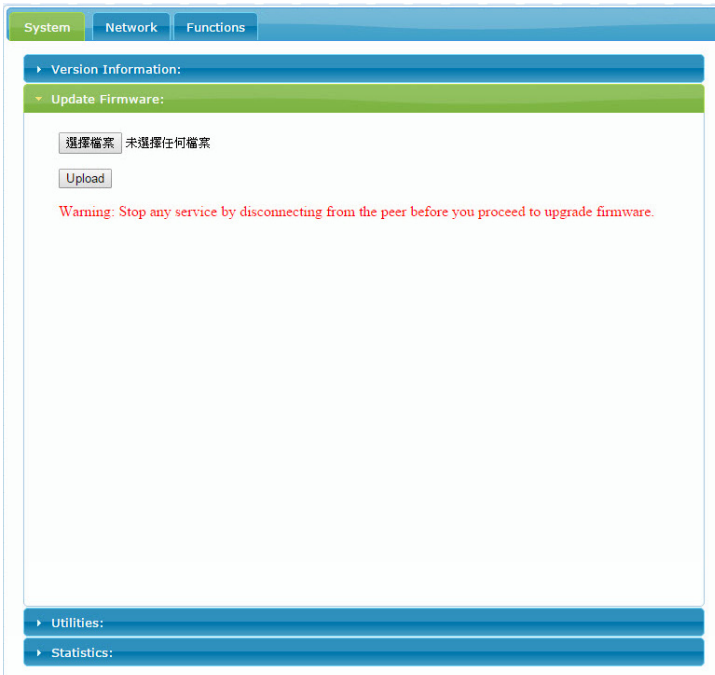 System Network Functions
Version Information:
Update Firmware:
選擇檔案 未選擇任何檔案
Upload
Warning: Stop any service by disconnecting from the peer before you proceed to upgrade firmware.
Utilities:
Statistics: